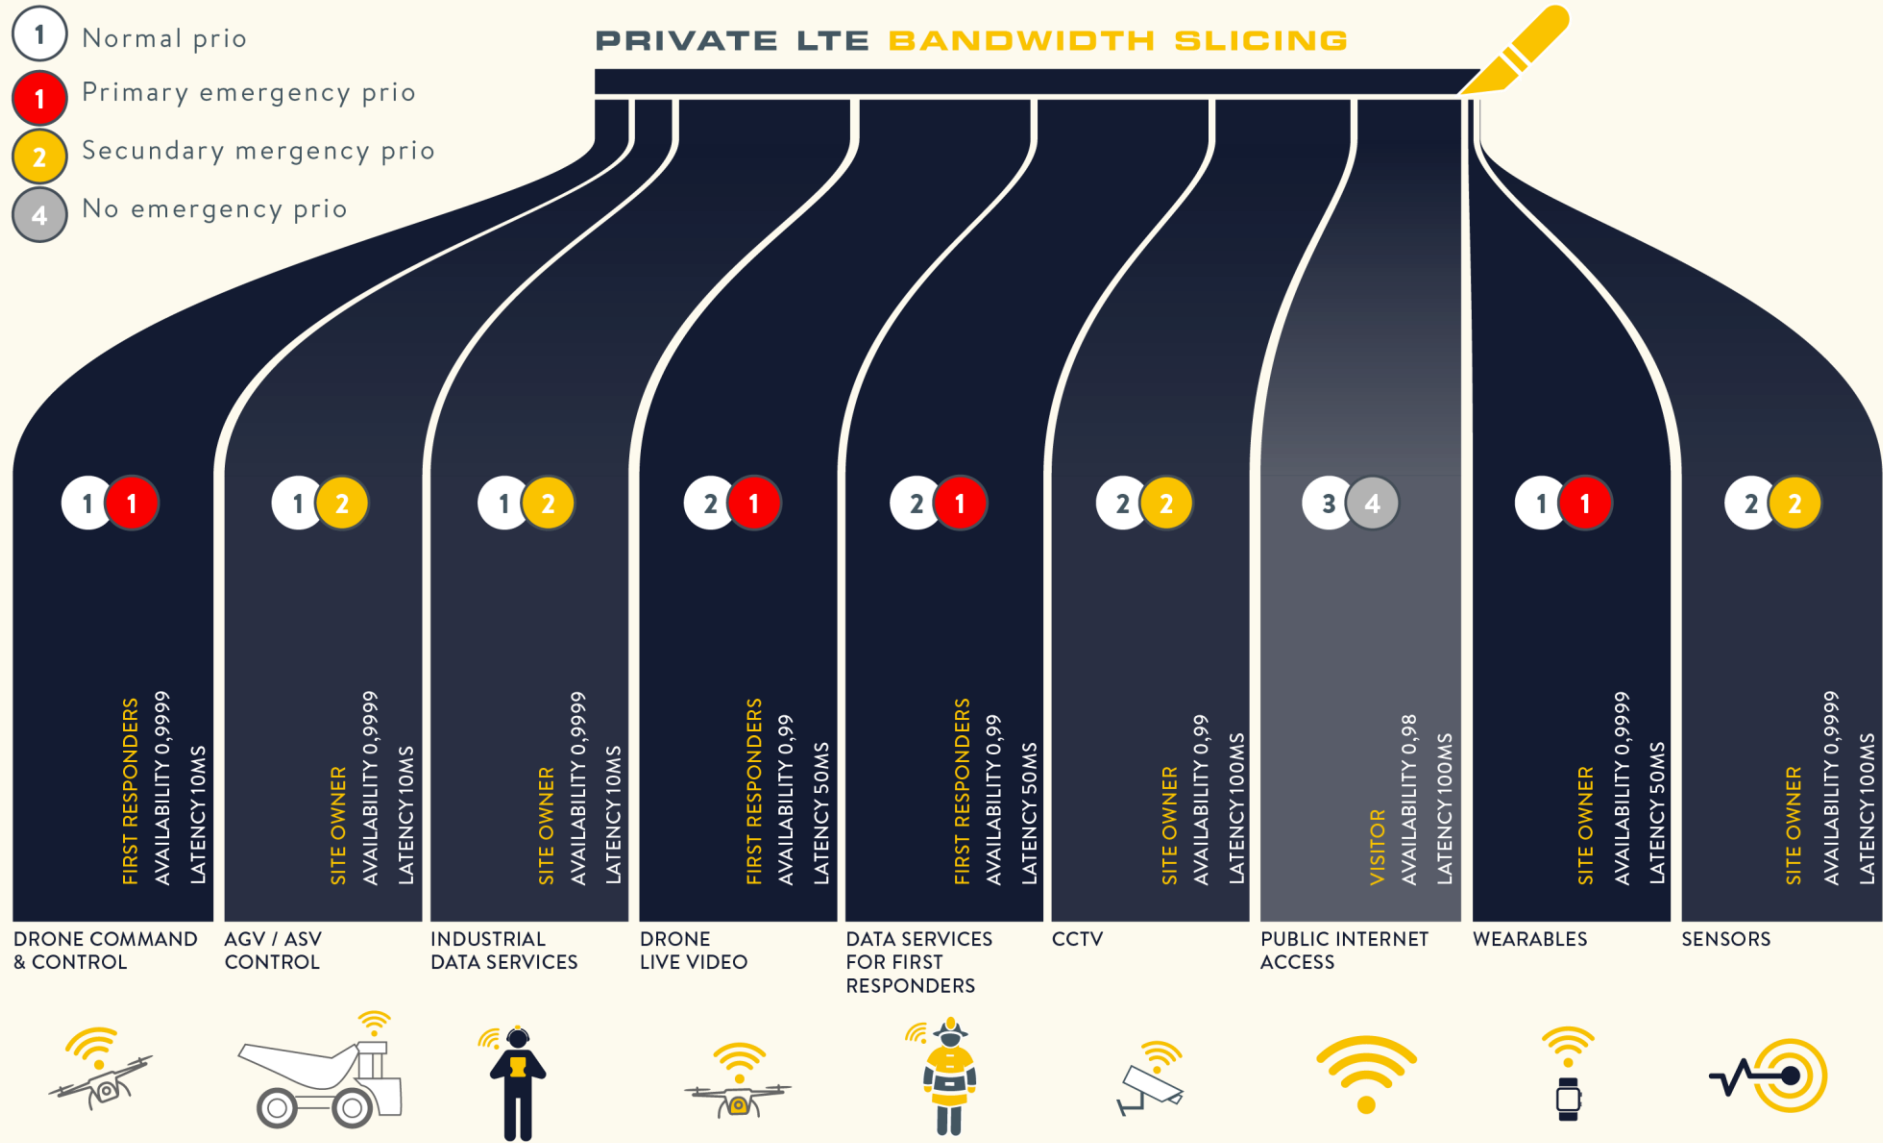 1 Normal prio
1 Primary emergency prio
2 Secundary mergency prio
4 No emergency prio
PRIVATE LTE BANDWIDTH SLICING
1 1
FIRST RESPONDERS
AVAILABILITY 0,9999
LATENCY 10MS
DRONE COMMAND
& CONTROL
1 2
SITE OWNER
AVAILABILITY 0,9999
LATENCY 10MS
AGV / ASV
CONTROL
1 2
SITE OWNER
AVAILABILITY 0,9999
LATENCY 10MS
INDUSTRIAL
DATA SERVICES
2 1
FIRST RESPONDERS
AVAILABILITY 0,99
LATENCY 50MS
DRONE
LIVE VIDEO
2 1
FIRST RESPONDERS
AVAILABILITY 0,99
LATENCY 50MS
DATA SERVICES
FOR FIRST
RESPONDERS
2 2
SITE OWNER
AVAILABILITY 0,99
LATENCY 100MS
CCTV
3 4
VISITOR
AVAILABILITY 0,98
LATENCY 100MS
PUBLIC INTERNET
ACCESS
1 1
SITE OWNER
AVAILABILITY 0,9999
LATENCY 50MS
WEARABLES
2 2
SITE OWNER
AVAILABILITY 0,9999
LATENCY 100MS
SENSORS